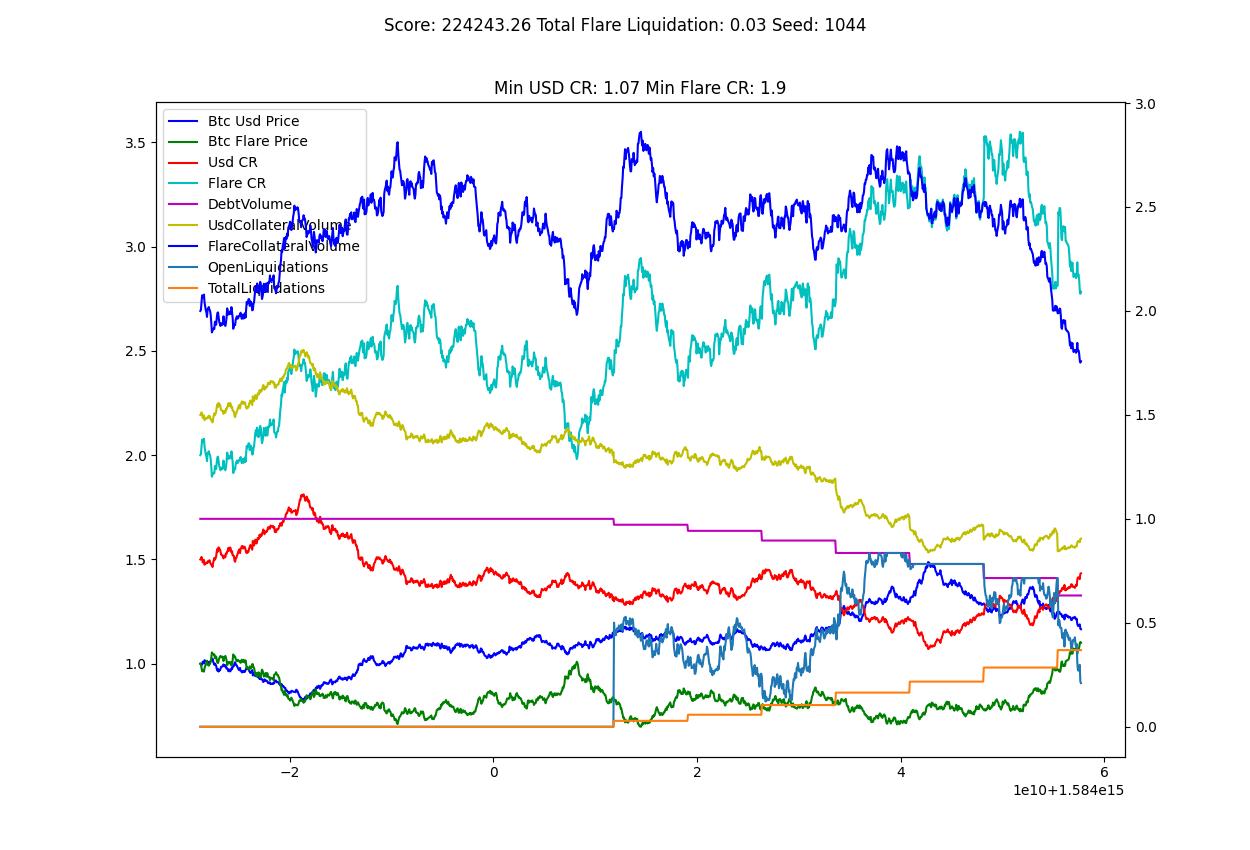 Score: 224243.26 Total Flare Liquidation: 0.03 Seed: 1044
Min USD CR: 1.07 Min Flare CR: 1.9
Btc Usd Price
Btc Flare Price
Usd CR
Flare CR
DebtVolume
UsdCollateralVolume
FlareCollateralVolume
OpenLiquidations
TotalLiquidations
3.5
3.0
2.5
2.0
1.5
1.0
3.0
2.5
2.0
1.5
1.0
0.5
0.0
−2 0 2 4 6
1e10+1.584e15